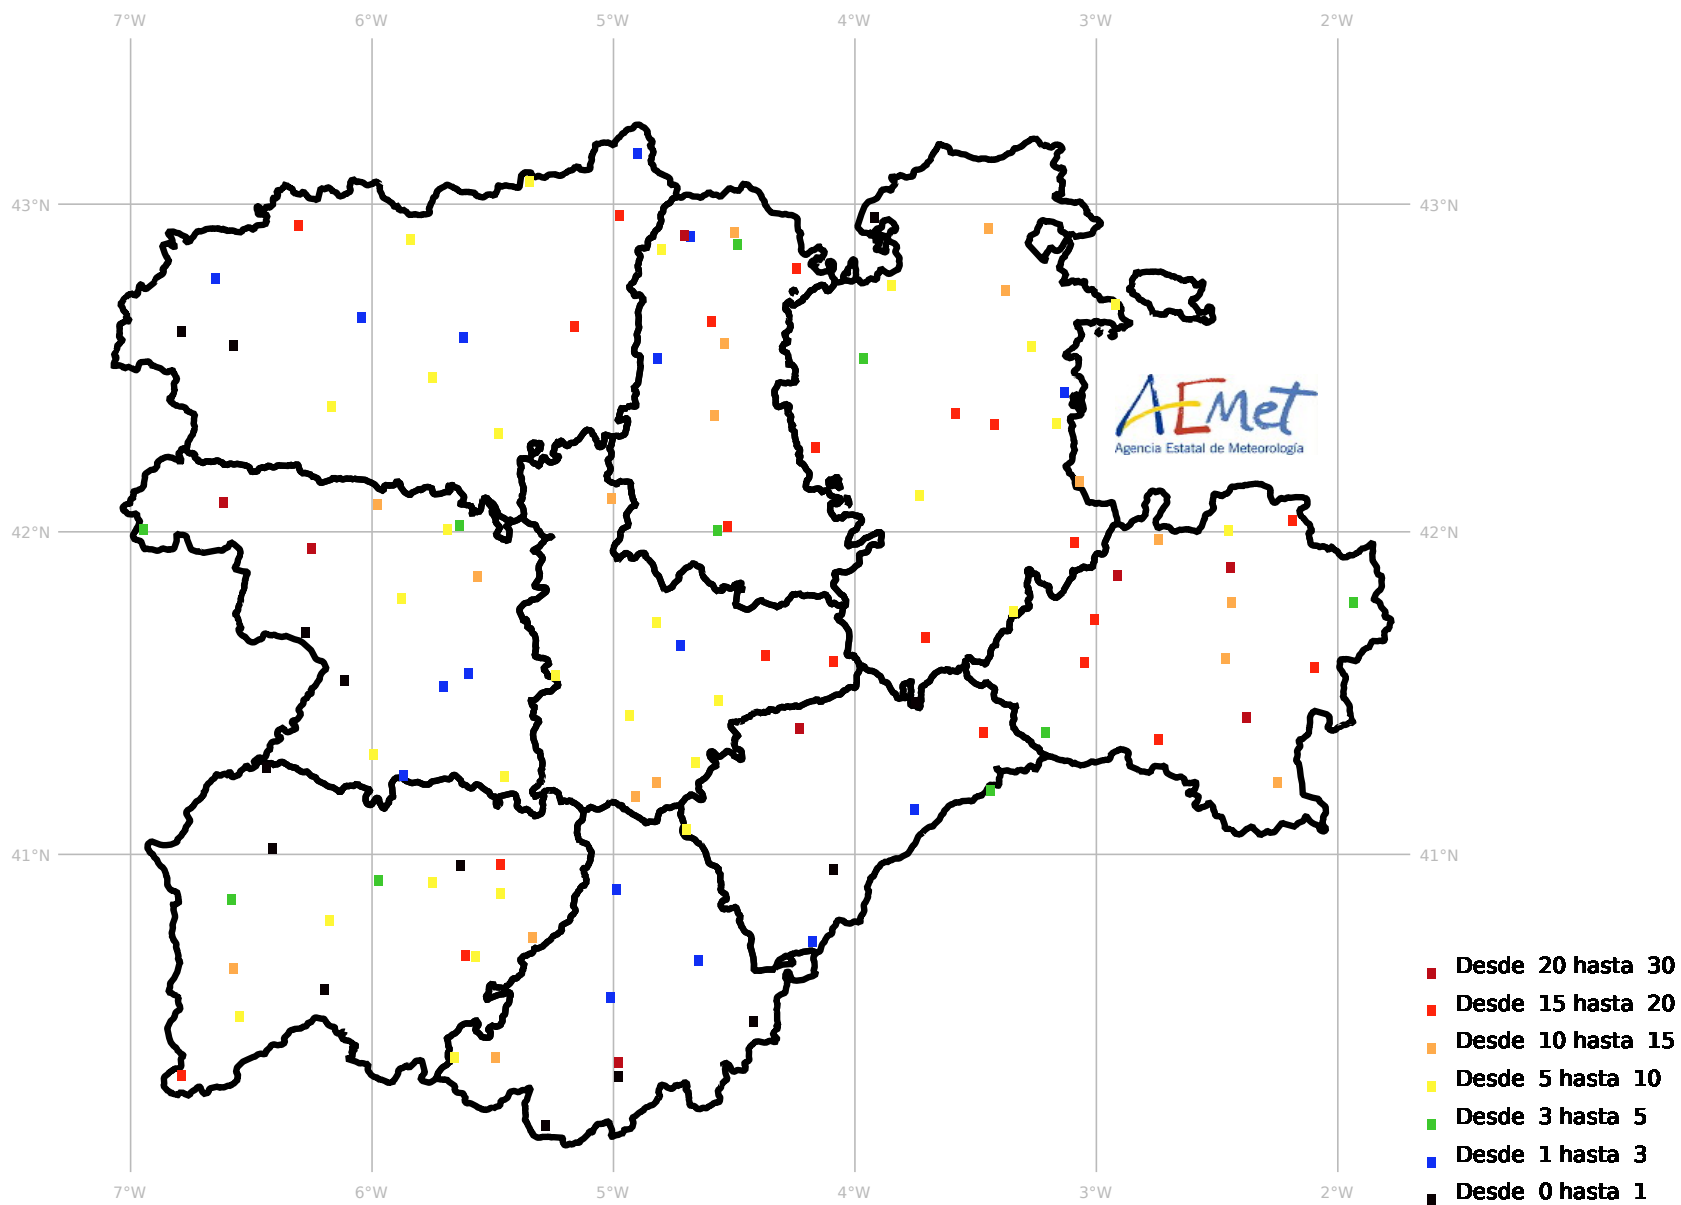 7°W 6°W 5°W 4°W 3°W 2°W
43°N 43°N
AEMet
Agencia Estatal de Meteorología
42°N 42°N
41°N 41°N
Desde 20 hasta 30
Desde 15 hasta 20
Desde 10 hasta 15
Desde 5 hasta 10
Desde 3 hasta 5
Desde 1 hasta 3
Desde 0 hasta 1
7°W 6°W 5°W 4°W 3°W 2°W